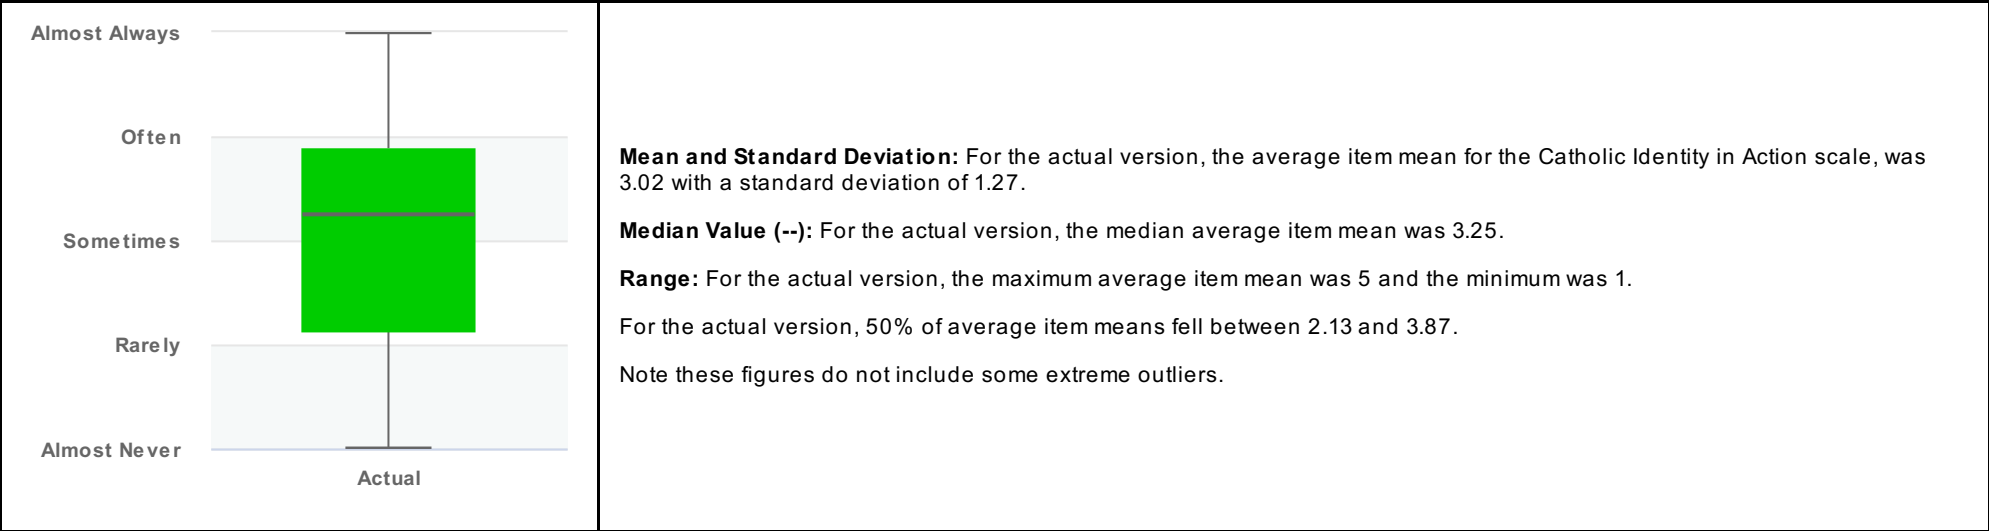 Almost Always
Often
Sometimes
Rarely
Almost Never
Actual
Mean and Standard Deviation: For the actual version, the average item mean for the Catholic Identity in Action scale, was
3.02 with a standard deviation of 1.27.
Median Value (--): For the actual version, the median average item mean was 3.25.
Range: For the actual version, the maximum average item mean was 5 and the minimum was 1.
For the actual version, 50% of average item means fell between 2.13 and 3.87.
Note these figures do not include some extreme outliers.